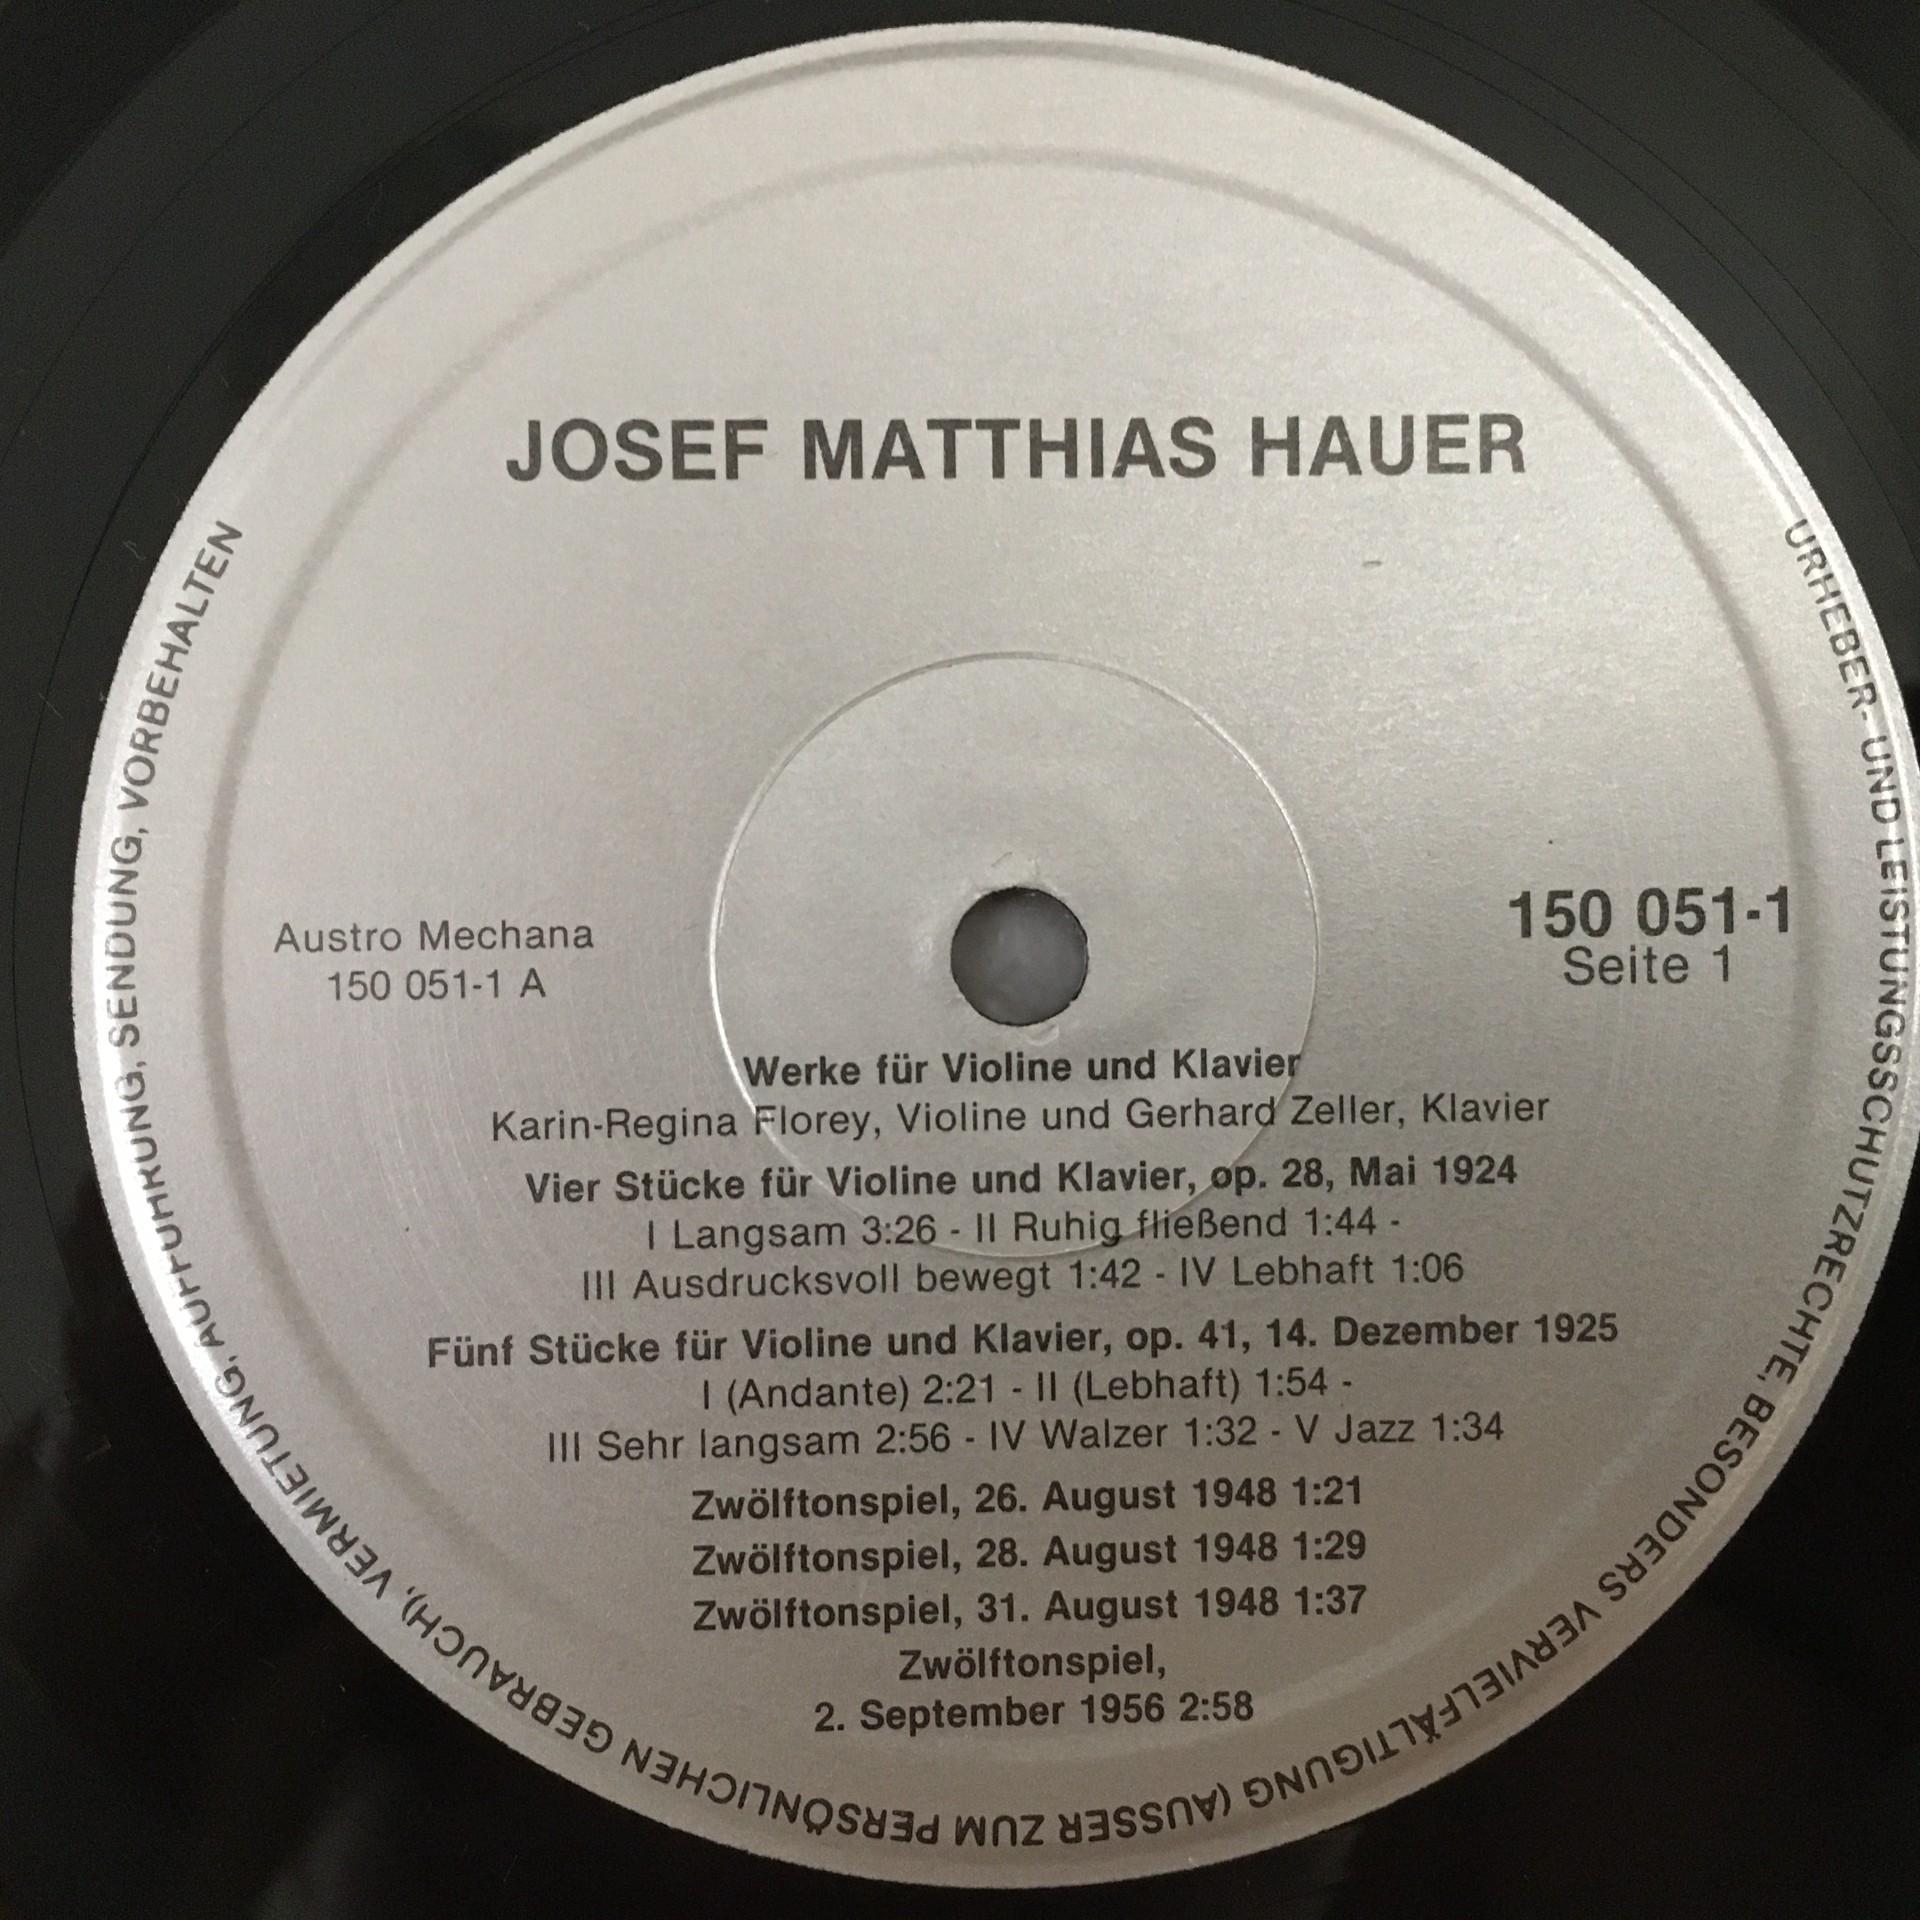 JOSEF MATTHIAS HAUER
Austro Mechana
150 051-1 A
150 051-1
Seite 1
Werke für Violine und Klavier
Karin-Regina Florey, Violine und Gerhard Zeller, Klavier
Vier Stücke für Violine und Klavier, op. 28, Mai 1924
I Langsam 3:26 - II Ruhig fließend 1:44 -
III Ausdrucksvoll bewegt 1:42 - IV Lebhaft 1:06
Fünf Stücke für Violine und Klavier, op. 41, 14. Dezember 1925
I (Andante) 2:21 - II (Lebhaft) 1:54 -
III Sehr langsam 2:56 - IV Walzer 1:32 - V Jazz 1:34
Zwölftonspiel, 26. August 1948 1:21
Zwölftonspiel, 28. August 1948 1:29
Zwölftonspiel, 31. August 1948 1:37
Zwölftonspiel,
2. September 1956 2:58
URHEBER- UND LEISTUNGSSCHUTZRECHTE, BESONDERS VERVIELFÄLTIGUNG (AUSSER ZUM PERSÖNLICHEN GEBRAUCH), VERMIETUNG, AUFFÜHRUNG, SENDUNG, VORBEHALTEN